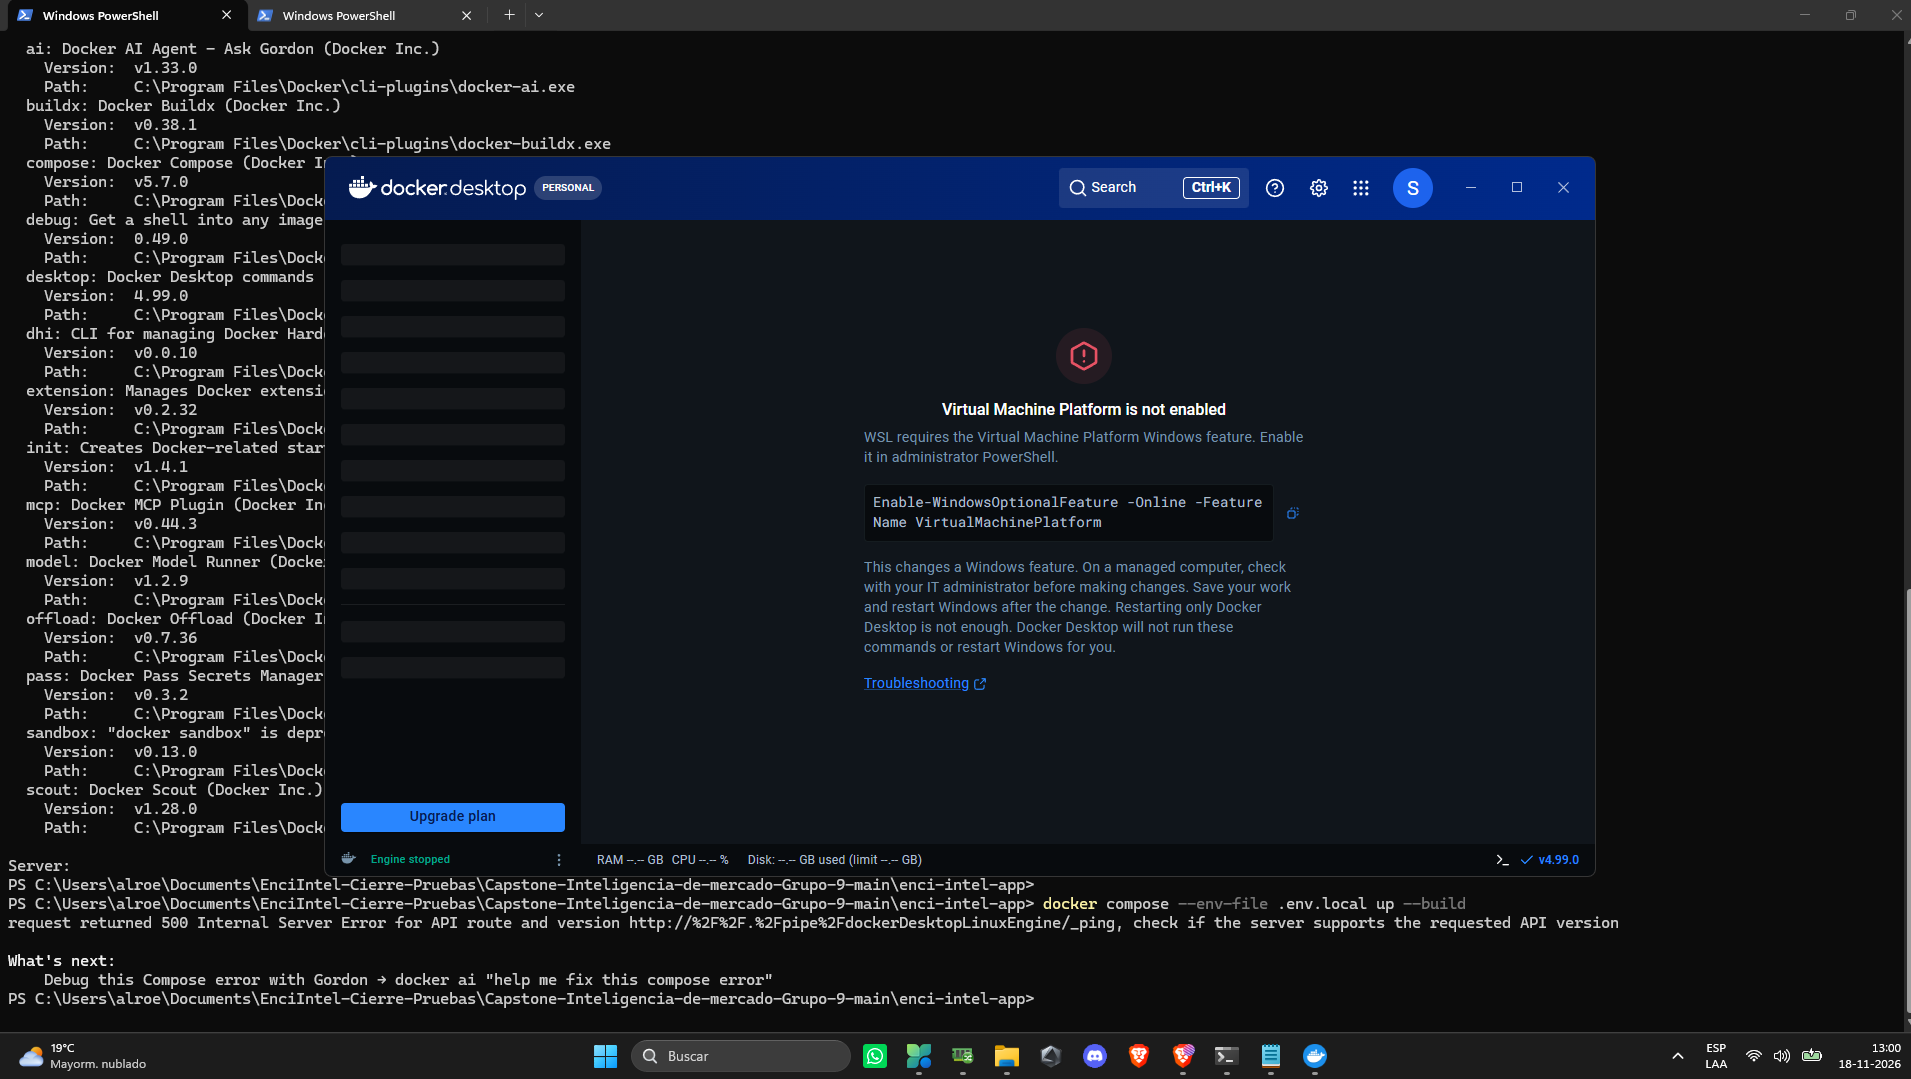 Windows PowerShell
Windows PowerShell
ai: Docker AI Agent - Ask Gordon (Docker Inc.)
Version: v1.33.0
Path: C:\Program Files\Docker\cli-plugins\docker-ai.exe
buildx: Docker Buildx (Docker Inc.)
Version: v0.38.1
Path: C:\Program Files\Docker\cli-plugins\docker-buildx.exe
compose: Docker Compose (Docker In
Version: v5.7.0
Path: C:\Program Files\Docke
debug: Get a shell into any image
Version: 0.49.0
Path: C:\Program Files\Docke
desktop: Docker Desktop commands
Version: 4.99.0
Path: C:\Program Files\Docke
dhi: CLI for managing Docker Harde
Version: v0.0.10
Path: C:\Program Files\Docke
extension: Manages Docker extensio
Version: v0.2.32
Path: C:\Program Files\Docke
init: Creates Docker-related start
Version: v1.4.1
Path: C:\Program Files\Docke
mcp: Docker MCP Plugin (Docker Inc
Version: v0.44.3
Path: C:\Program Files\Docke
model: Docker Model Runner (Docker
Version: v1.2.9
Path: C:\Program Files\Docke
offload: Docker Offload (Docker In
Version: v0.7.36
Path: C:\Program Files\Docke
pass: Docker Pass Secrets Manager
Version: v0.3.2
Path: C:\Program Files\Docke
sandbox: "docker sandbox" is depre
Version: v0.13.0
Path: C:\Program Files\Docke
scout: Docker Scout (Docker Inc.)
Version: v1.28.0
Path: C:\Program Files\Docke
Server:
PS C:\Users\alroe\Documents\EnciIntel-Cierre-Pruebas\Capstone-Inteligencia-de-mercado-Grupo-9-main\enci-intel-app>
PS C:\Users\alroe\Documents\EnciIntel-Cierre-Pruebas\Capstone-Inteligencia-de-mercado-Grupo-9-main\enci-intel-app> docker compose --env-file .env.local up --build
request returned 500 Internal Server Error for API route and version http://%2F%2F.%2Fpipe%2FdockerDesktopLinuxEngine/_ping, check if the server supports the requested API version
What's next:
Debug this Compose error with Gordon → docker ai "help me fix this compose error"
PS C:\Users\alroe\Documents\EnciIntel-Cierre-Pruebas\Capstone-Inteligencia-de-mercado-Grupo-9-main\enci-intel-app>
docker.desktop PERSONAL
Search Ctrl+K
S
Virtual Machine Platform is not enabled
WSL requires the Virtual Machine Platform Windows feature. Enable
it in administrator PowerShell.
Enable-WindowsOptionalFeature -Online -Feature
Name VirtualMachinePlatform
This changes a Windows feature. On a managed computer, check
with your IT administrator before making changes. Save your work
and restart Windows after the change. Restarting only Docker
Desktop is not enough. Docker Desktop will not run these
commands or restart Windows for you.
Troubleshooting
Upgrade plan
Engine stopped
RAM --.-- GB CPU --.-- % Disk: --.-- GB used (limit --.-- GB)
v4.99.0
19°C
Mayorm. nublado
Buscar
ESP
LAA
13:00
18-11-2026